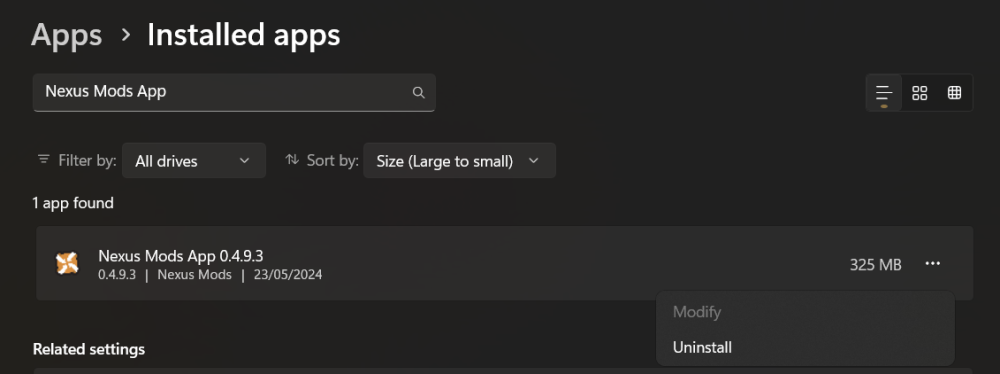 Apps > Installed apps
Nexus Mods App
Filter by: All drives Sort by: Size (Large to small)
1 app found
Nexus Mods App 0.4.9.3
0.4.9.3 | Nexus Mods | 23/05/2024
325 MB
Modify
Uninstall
Related settings